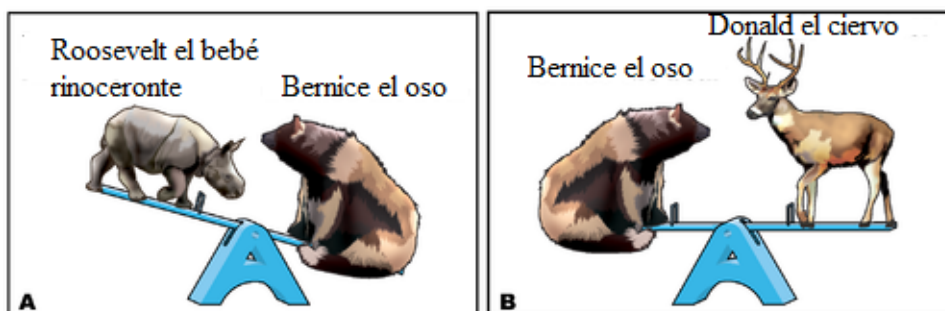 Roosevelt el bebé
rinoceronte
Bernice el oso
A
Donald el ciervo
Bernice el oso
B